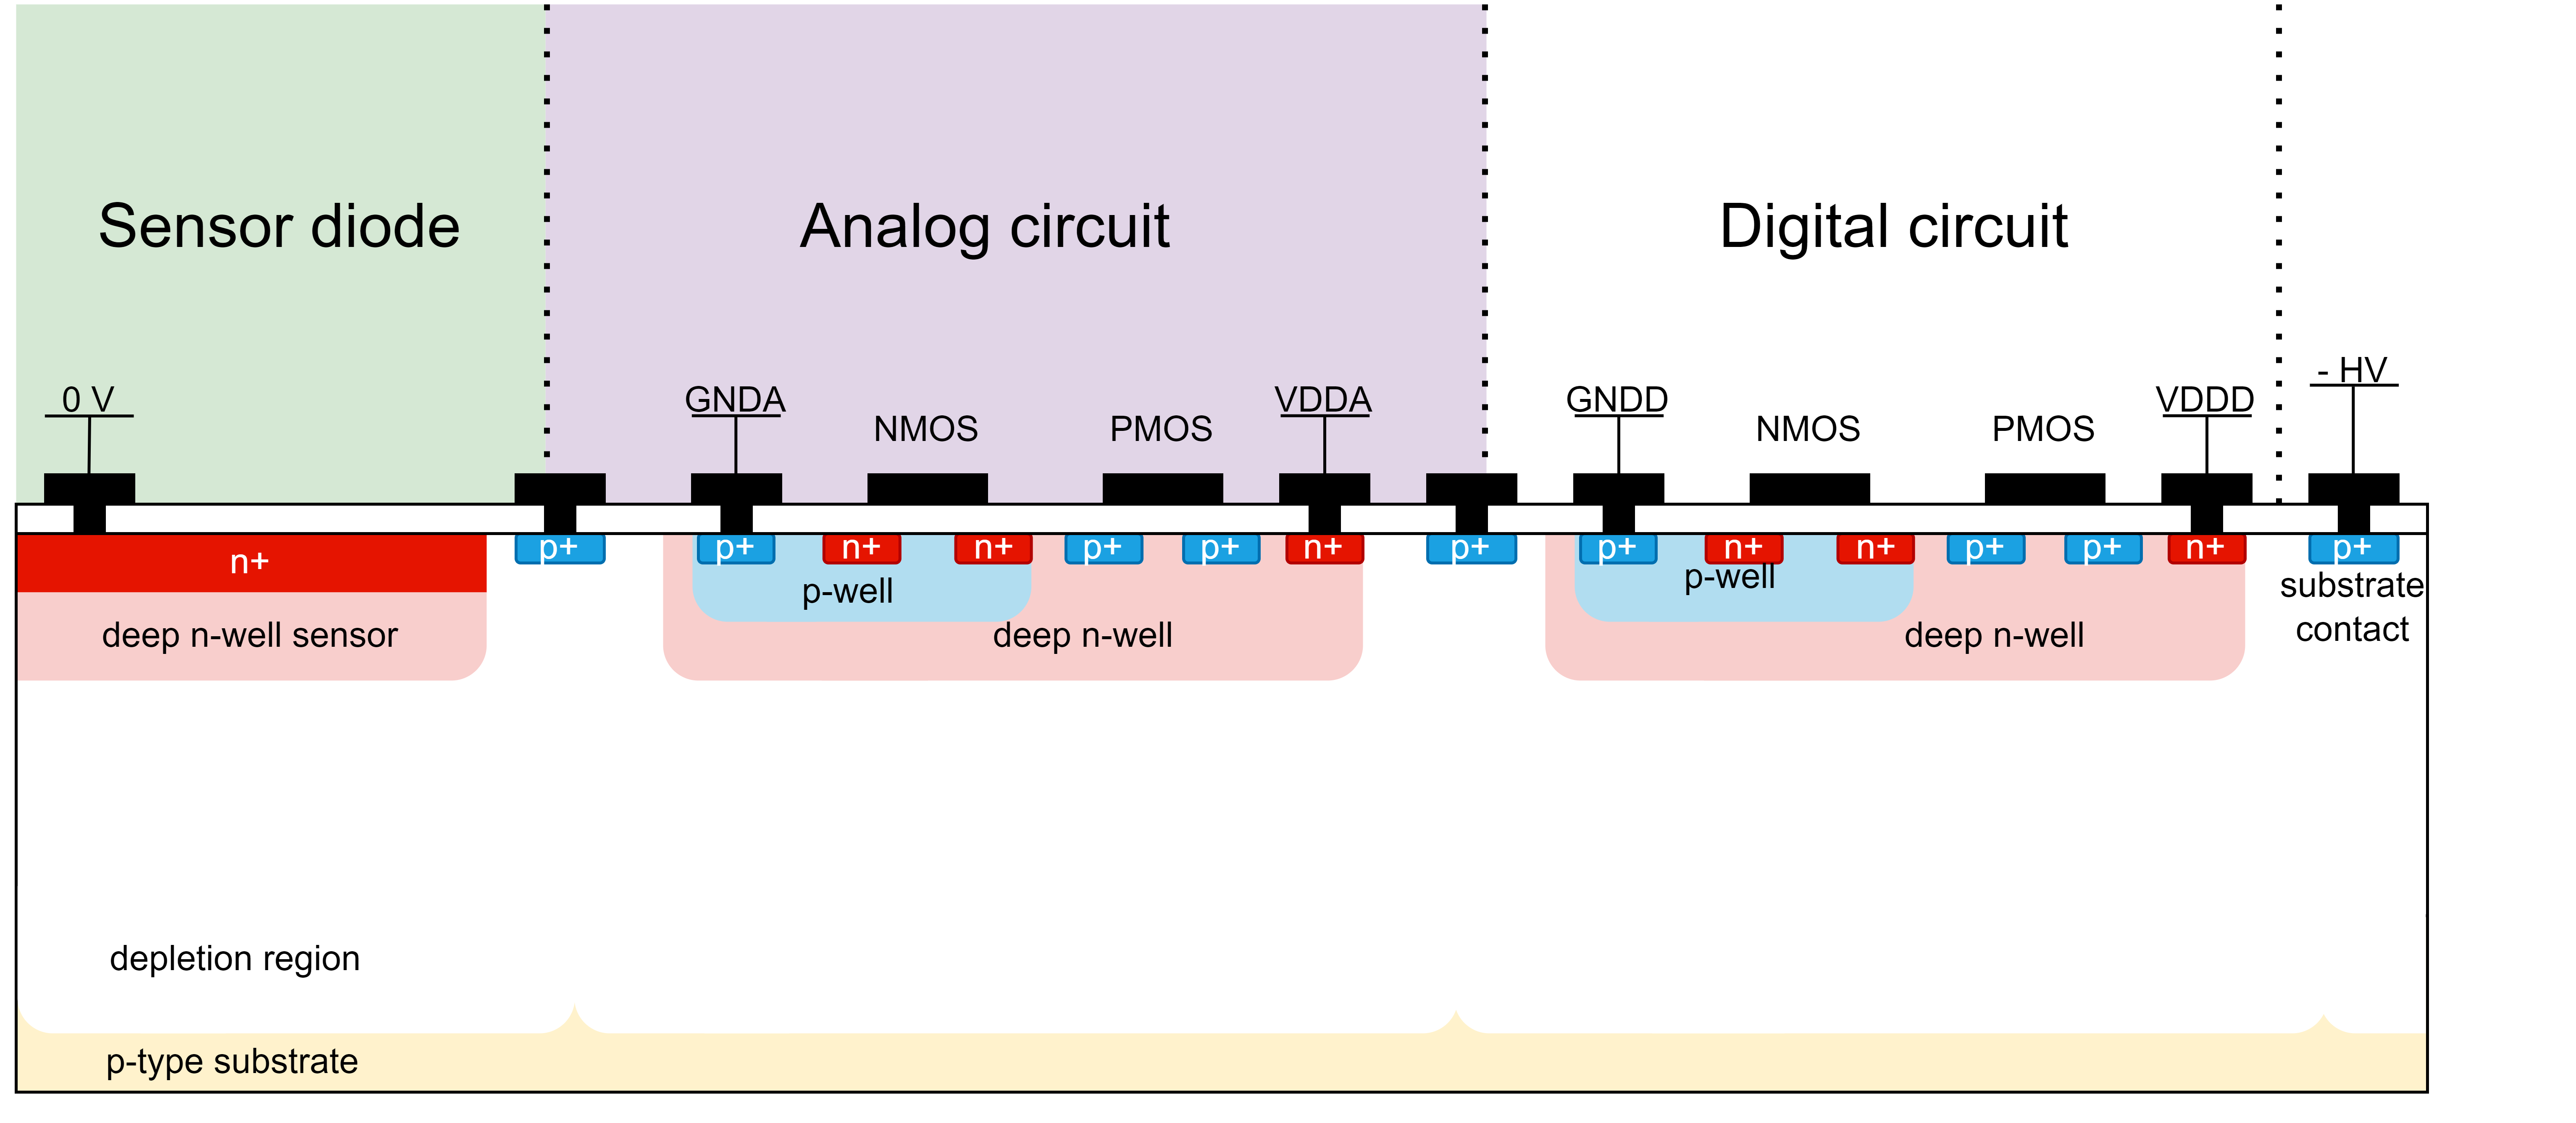 Sensor diode
Analog circuit
Digital circuit
- HV
0 V
GNDA
VDDA
GNDD
VDDD
NMOS
PMOS
NMOS
PMOS
n+
p+
p+
n+
n+
p+
p+
n+
p+
p+
n+
n+
p+
p+
n+
p+
p-well
p-well
substrate
contact
deep n-well sensor
deep n-well
deep n-well
depletion region
p-type substrate